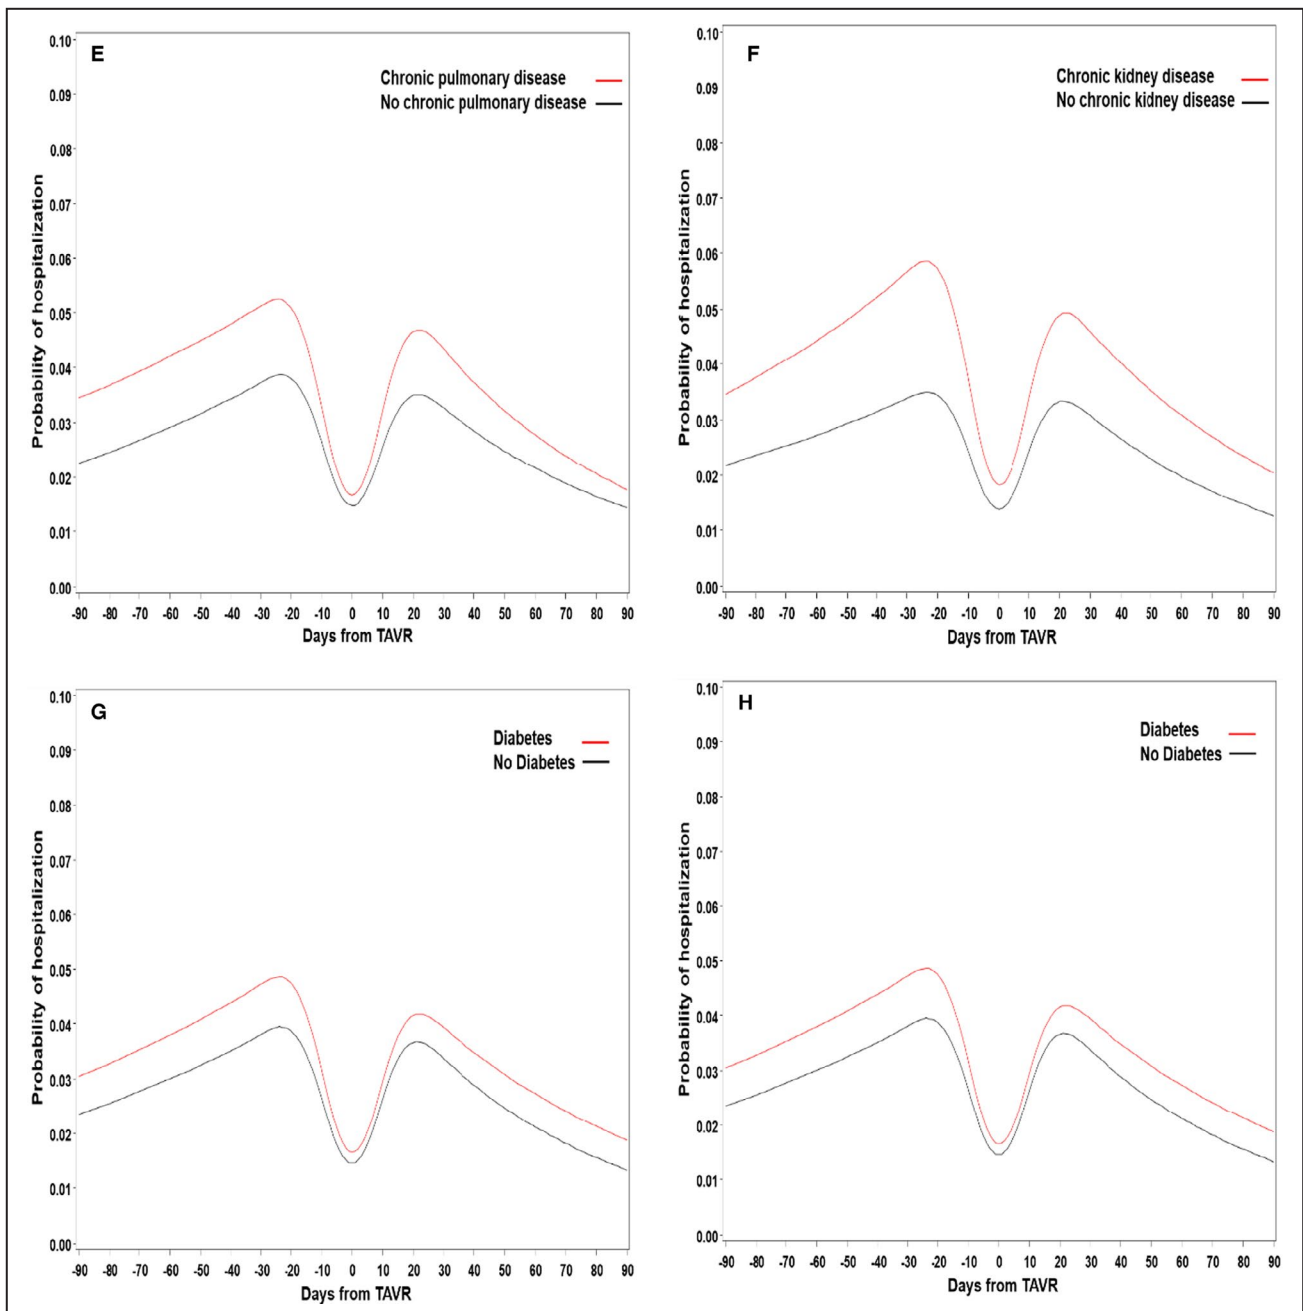 E
Chronic pulmonary disease
No chronic pulmonary disease
Probability of hospitalization
0.10
0.09
0.08
0.07
0.06
0.05
0.04
0.03
0.02
0.01
0.00
-90 -80 -70 -60 -50 -40 -30 -20 -10 0 10 20 30 40 50 60 70 80 90
Days from TAVR
F
Chronic kidney disease
No chronic kidney disease
Probability of hospitalization
0.10
0.09
0.08
0.07
0.06
0.05
0.04
0.03
0.02
0.01
0.00
-90 -80 -70 -60 -50 -40 -30 -20 -10 0 10 20 30 40 50 60 70 80 90
Days from TAVR
G
Diabetes
No Diabetes
Probability of hospitalization
0.10
0.09
0.08
0.07
0.06
0.05
0.04
0.03
0.02
0.01
0.00
-90 -80 -70 -60 -50 -40 -30 -20 -10 0 10 20 30 40 50 60 70 80 90
Days from TAVR
H
Diabetes
No Diabetes
Probability of hospitalization
0.10
0.09
0.08
0.07
0.06
0.05
0.04
0.03
0.02
0.01
0.00
-90 -80 -70 -60 -50 -40 -30 -20 -10 0 10 20 30 40 50 60 70 80 90
Days from TAVR